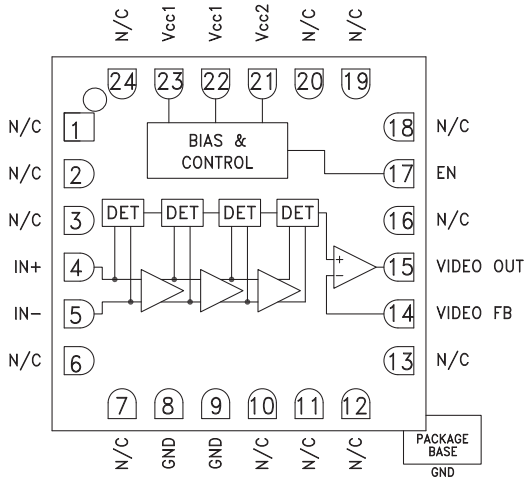 N/C
Vcc1
Vcc1
Vcc2
N/C
N/C
24
23
22
21
20
19
N/C
1
BIAS &
CONTROL
18
N/C
N/C
2
17
EN
N/C
3
DET
DET
DET
DET
16
N/C
IN+
4
+
−
15
VIDEO OUT
IN−
5
14
VIDEO FB
N/C
6
13
N/C
7
8
9
10
11
12
N/C
GND
GND
N/C
N/C
N/C
PACKAGE
BASE
GND